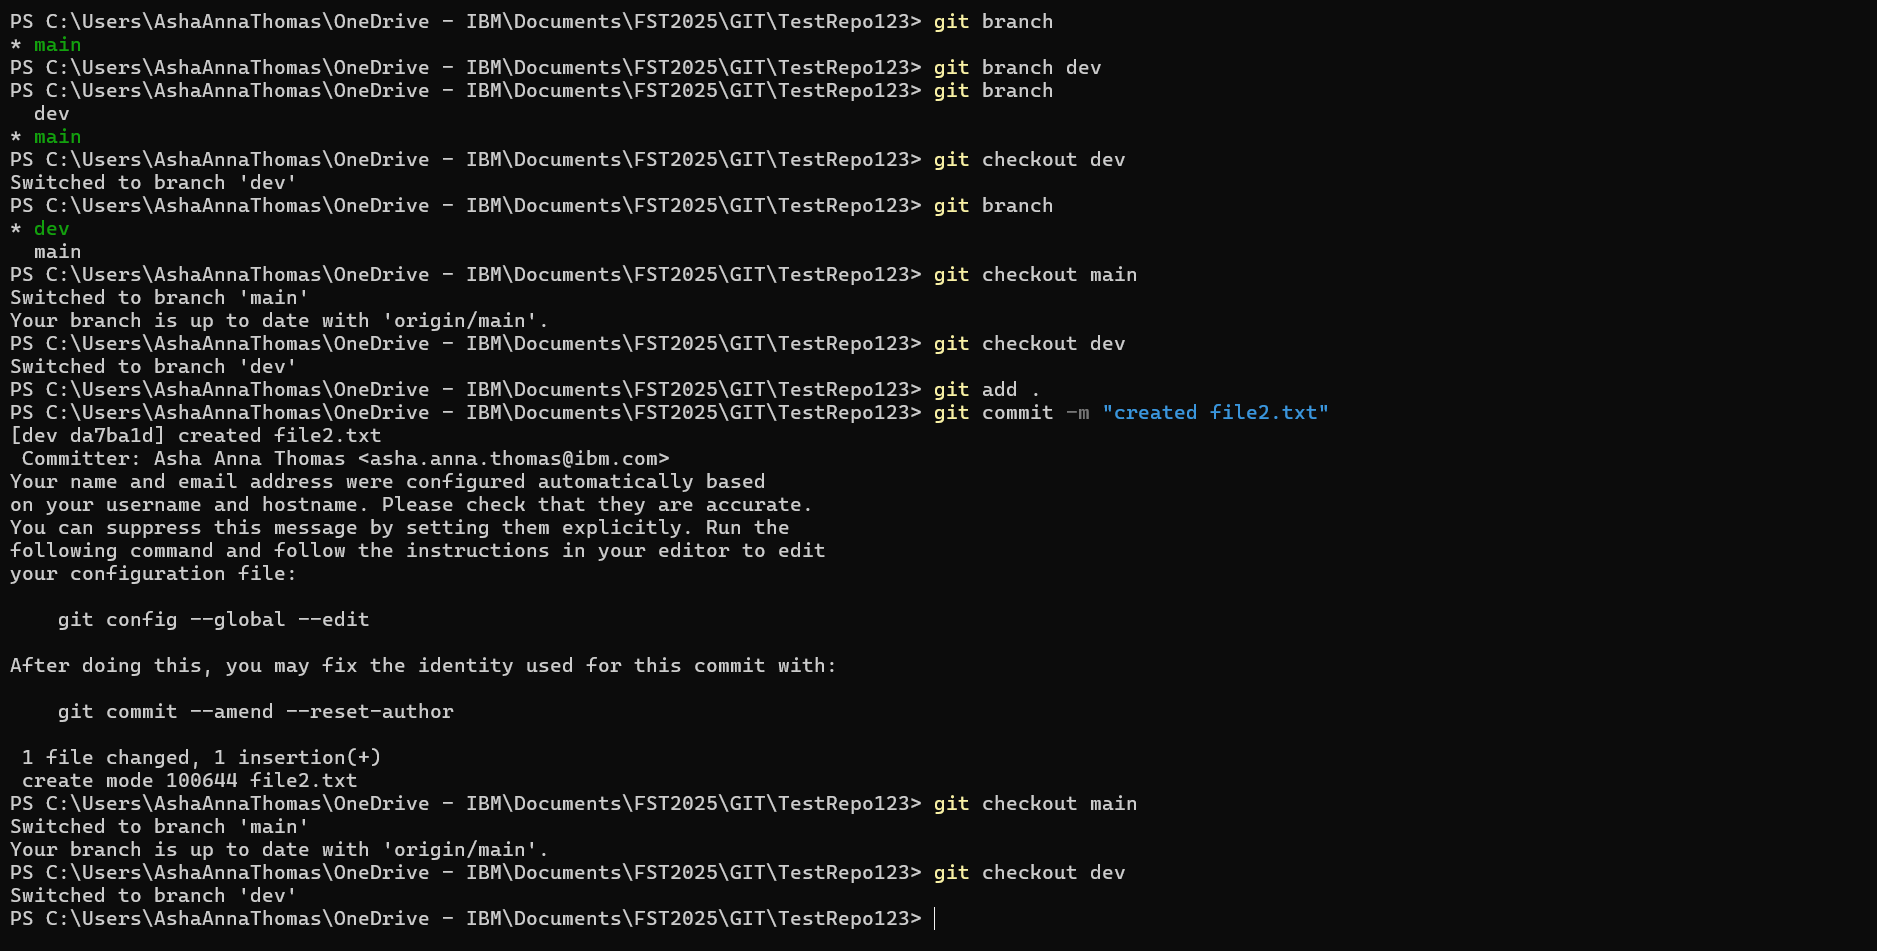 PS C:\Users\AshaAnnaThomas\OneDrive - IBM\Documents\FST2025\GIT\TestRepo123> git branch
* main
PS C:\Users\AshaAnnaThomas\OneDrive - IBM\Documents\FST2025\GIT\TestRepo123> git branch dev
PS C:\Users\AshaAnnaThomas\OneDrive - IBM\Documents\FST2025\GIT\TestRepo123> git branch
  dev
* main
PS C:\Users\AshaAnnaThomas\OneDrive - IBM\Documents\FST2025\GIT\TestRepo123> git checkout dev
Switched to branch 'dev'
PS C:\Users\AshaAnnaThomas\OneDrive - IBM\Documents\FST2025\GIT\TestRepo123> git branch
* dev
  main
PS C:\Users\AshaAnnaThomas\OneDrive - IBM\Documents\FST2025\GIT\TestRepo123> git checkout main
Switched to branch 'main'
Your branch is up to date with 'origin/main'.
PS C:\Users\AshaAnnaThomas\OneDrive - IBM\Documents\FST2025\GIT\TestRepo123> git checkout dev
Switched to branch 'dev'
PS C:\Users\AshaAnnaThomas\OneDrive - IBM\Documents\FST2025\GIT\TestRepo123> git add .
PS C:\Users\AshaAnnaThomas\OneDrive - IBM\Documents\FST2025\GIT\TestRepo123> git commit -m "created file2.txt"
[dev da7ba1d] created file2.txt
 Committer: Asha Anna Thomas <asha.anna.thomas@ibm.com>
Your name and email address were configured automatically based
on your username and hostname. Please check that they are accurate.
You can suppress this message by setting them explicitly. Run the
following command and follow the instructions in your editor to edit
your configuration file:

    git config --global --edit

After doing this, you may fix the identity used for this commit with:

    git commit --amend --reset-author

 1 file changed, 1 insertion(+)
 create mode 100644 file2.txt
PS C:\Users\AshaAnnaThomas\OneDrive - IBM\Documents\FST2025\GIT\TestRepo123> git checkout main
Switched to branch 'main'
Your branch is up to date with 'origin/main'.
PS C:\Users\AshaAnnaThomas\OneDrive - IBM\Documents\FST2025\GIT\TestRepo123> git checkout dev
Switched to branch 'dev'
PS C:\Users\AshaAnnaThomas\OneDrive - IBM\Documents\FST2025\GIT\TestRepo123>